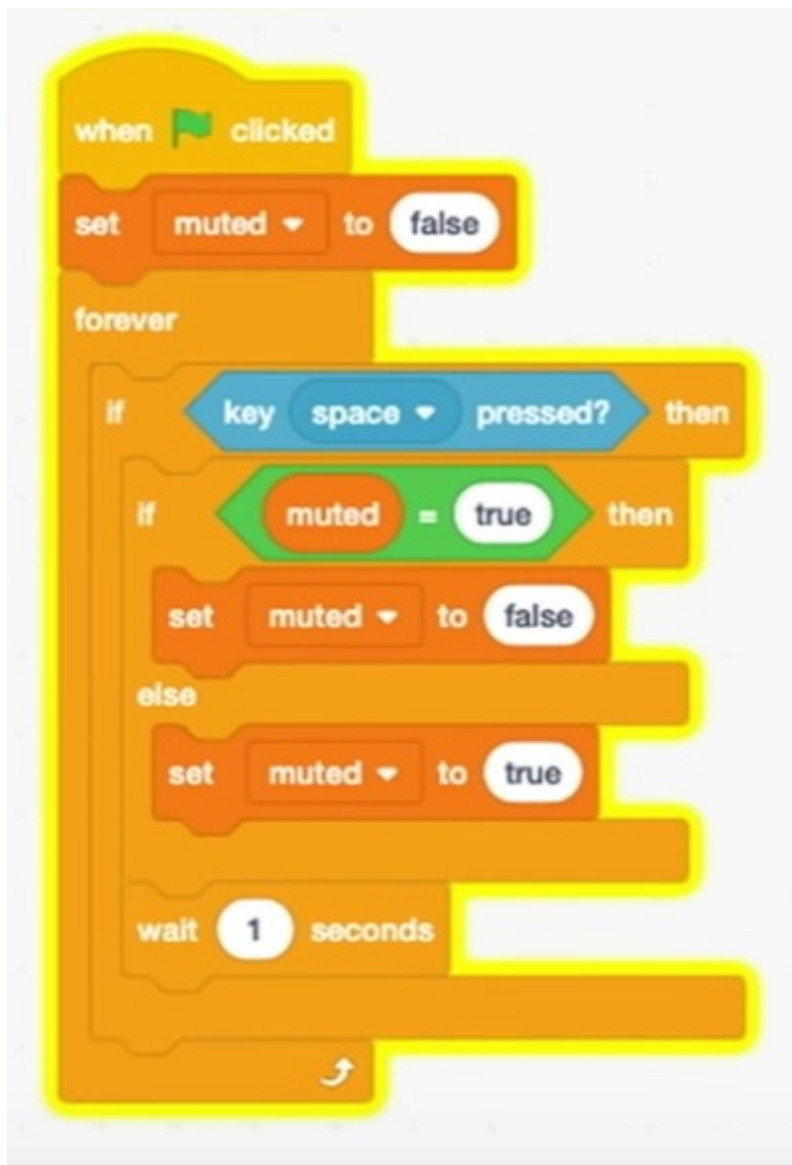 when clicked
set muted to false
forever
if key space pressed? then
if muted = true then
set muted to false
else
set muted to true
wait 1 seconds